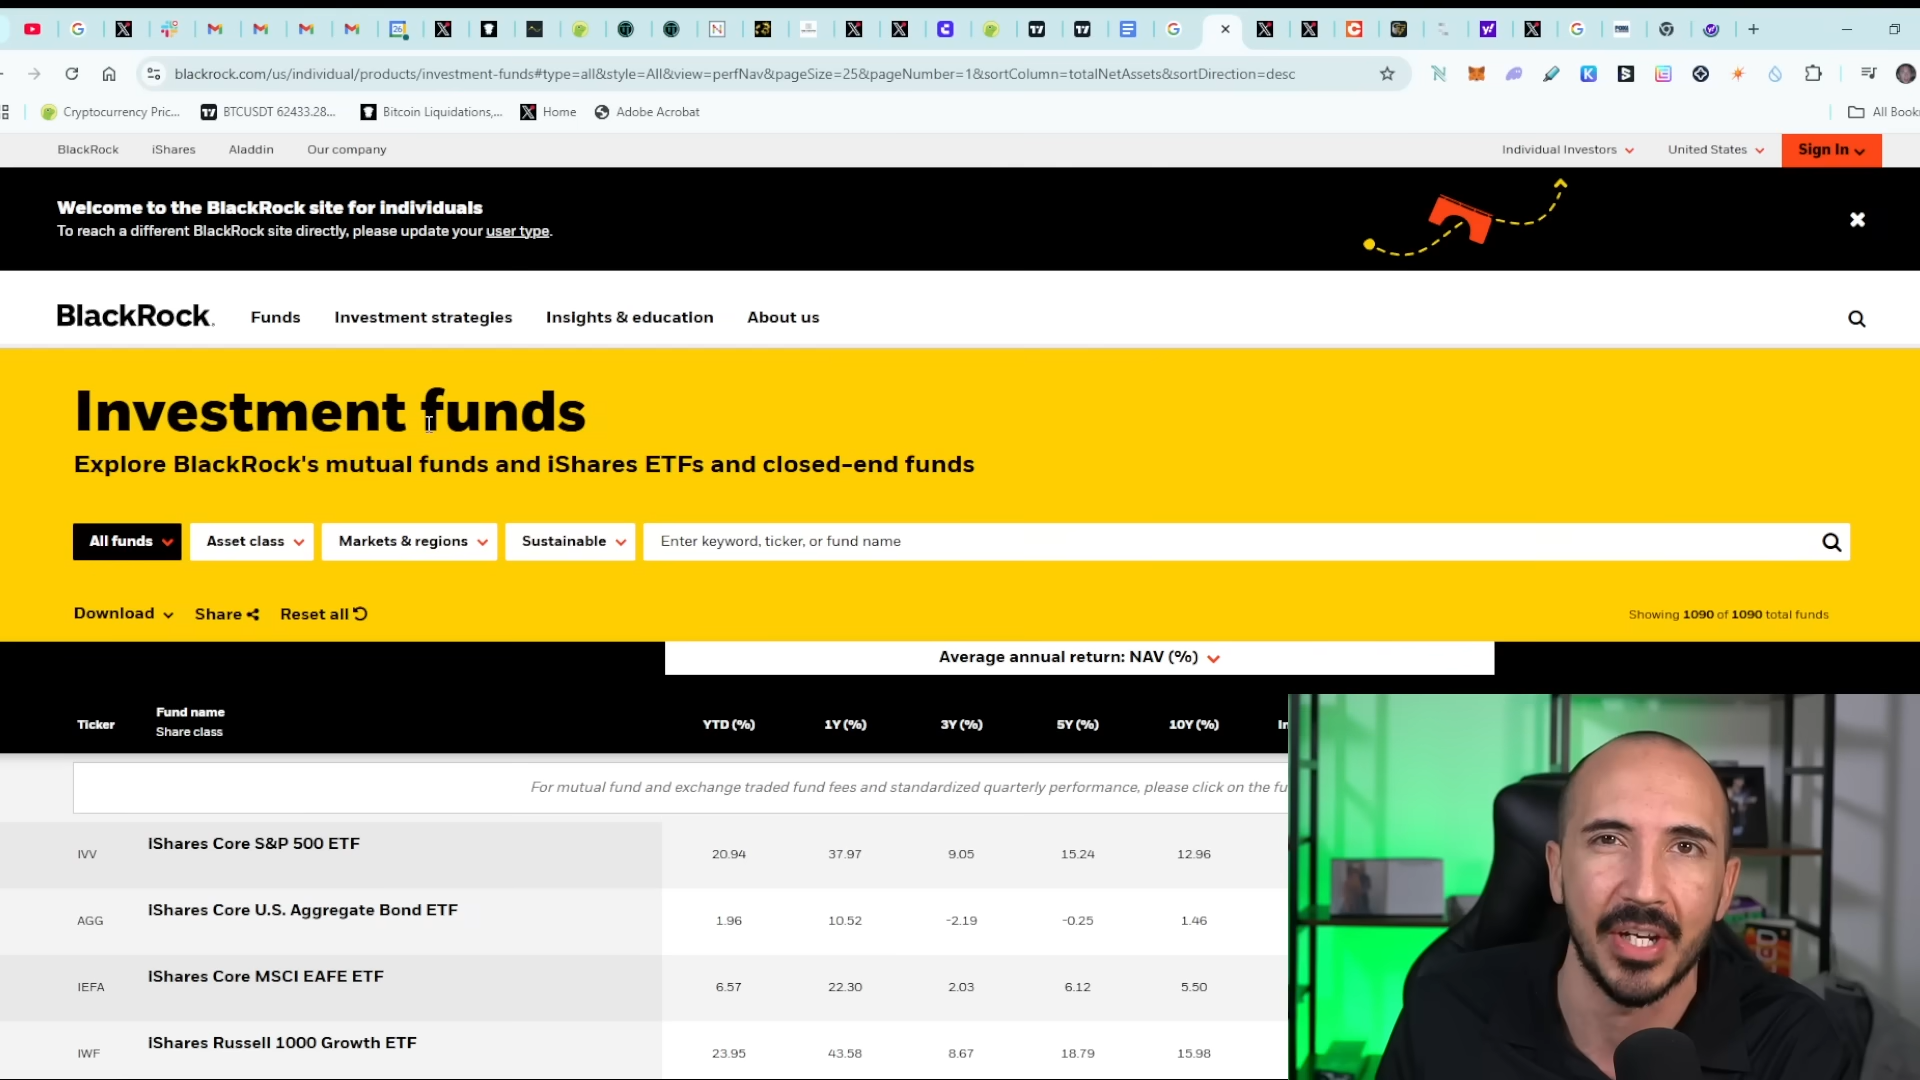 blackrock.com/us/individual/products/investment-funds#type=all&style=All&view=perfNav&pageSize=25&pageNumber=1&sortColumn=totalNetAssets&sortDirection=desc
Cryptocurrency Pric... BTCUSDT 62433.28... Bitcoin Liquidations,... Home Adobe Acrobat All Book
BlackRock iShares Aladdin Our company Individual Investors United States Sign In
Welcome to the BlackRock site for individuals
To reach a different BlackRock site directly, please update your user type.
BlackRock. Funds Investment strategies Insights & education About us
Investment funds
Explore BlackRock's mutual funds and iShares ETFs and closed-end funds
All funds Asset class Markets & regions Sustainable Enter keyword, ticker, or fund name
Download Share Reset all Showing 1090 of 1090 total funds
Average annual return: NAV (%)
Ticker Fund name YTD (%) 1Y (%) 3Y (%) 5Y (%) 10Y (%) In
Share class
For mutual fund and exchange traded fund fees and standardized quarterly performance, please click on the fu
IVV iShares Core S&P 500 ETF 20.94 37.97 9.05 15.24 12.96
AGG iShares Core U.S. Aggregate Bond ETF 1.96 10.52 -2.19 -0.25 1.46
IEFA iShares Core MSCI EAFE ETF 6.57 22.30 2.03 6.12 5.50
IWF iShares Russell 1000 Growth ETF 23.95 43.58 8.67 18.79 15.98